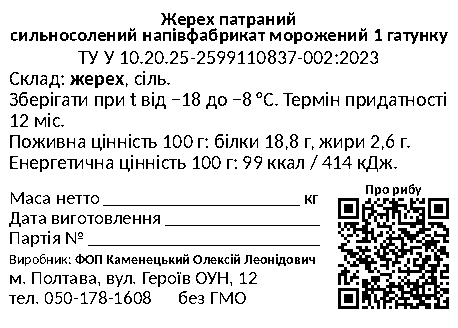 Жерех патраний
сильносолений напівфабрикат морожений 1 гатунку
ТУ У 10.20.25-2599110837-002:2023
Склад: жерех, сіль.
Зберігати при t від −18 до −8 °С. Термін придатності
12 міс.
Поживна цінність 100 г: білки 18,8 г, жири 2,6 г.
Енергетична цінність 100 г: 99 ккал / 414 кДж.
Маса нетто ____________________ кг
Дата виготовлення ________________
Партія № ________________________
Про рибу
Виробник: ФОП Каменецький Олексій Леонідович
м. Полтава, вул. Героїв ОУН, 12
тел. 050-178-1608 без ГМО